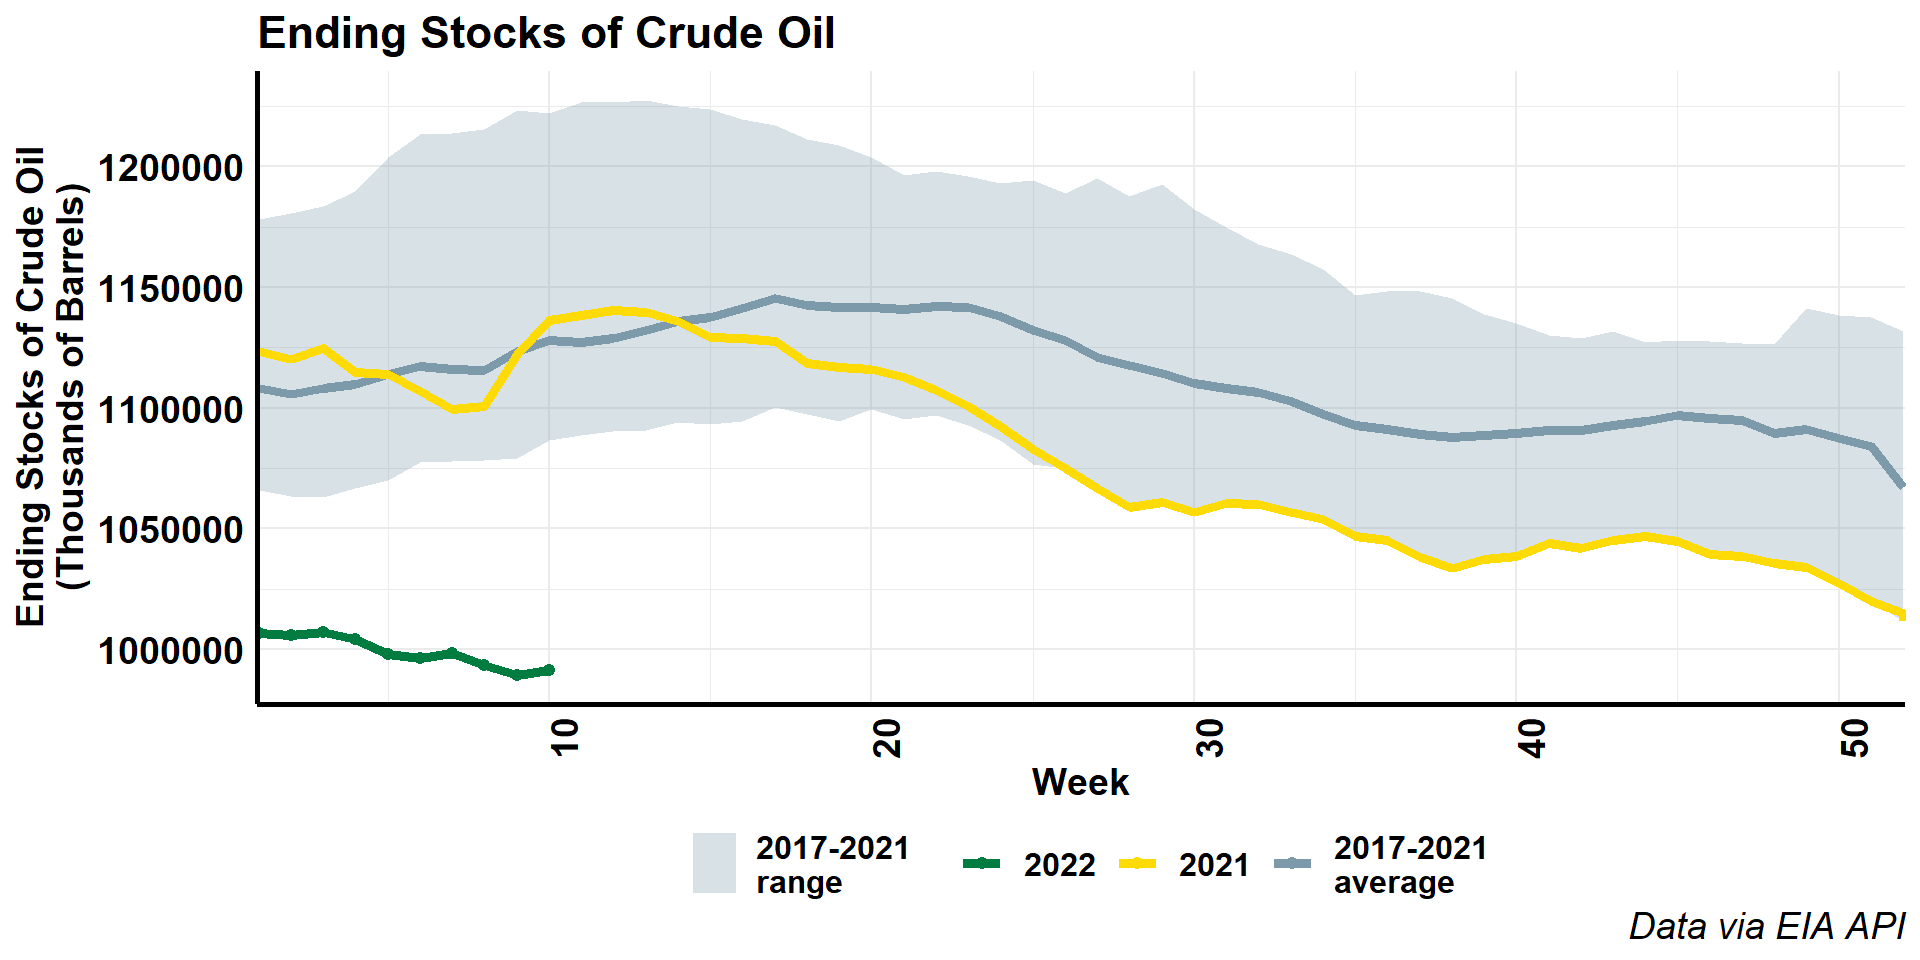 Ending Stocks of Crude Oil
Ending Stocks of Crude Oil
(Thousands of Barrels)
1200000
1150000
1100000
1050000
1000000
10
20
30
40
50
Week
2017-2021
range
2022
2021
2017-2021
average
Data via EIA API